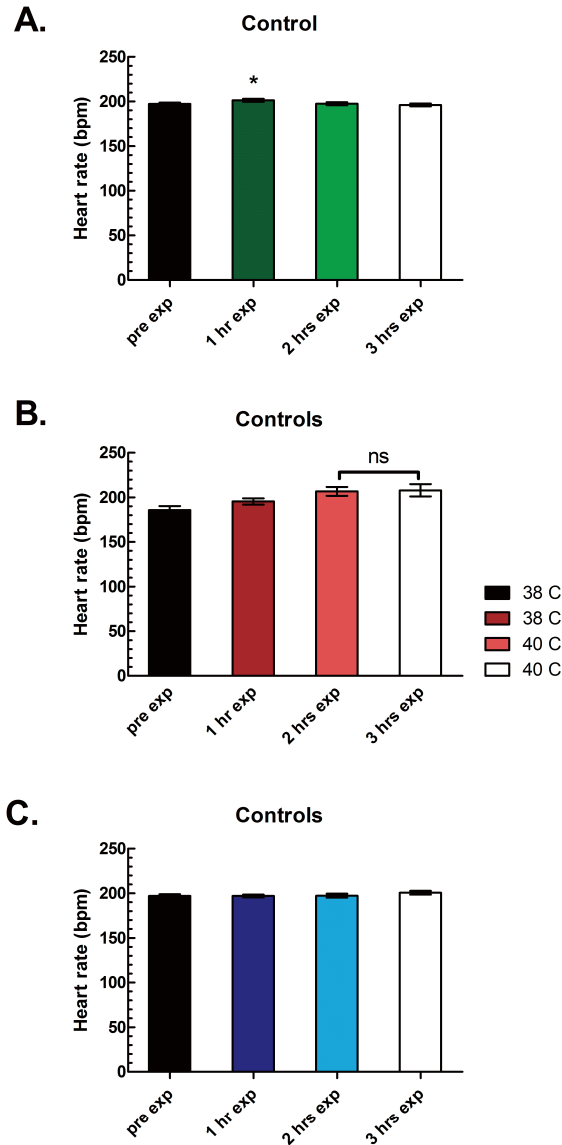 A.
Control
Heart rate (bpm)
250
200
150
100
50
0
*
pre exp
1 hr exp
2 hrs exp
3 hrs exp
B.
Controls
Heart rate (bpm)
250
200
150
100
50
0
ns
pre exp
1 hr exp
2 hrs exp
3 hrs exp
38 C
38 C
40 C
40 C
C.
Controls
Heart rate (bpm)
250
200
150
100
50
0
pre exp
1 hr exp
2 hrs exp
3 hrs exp